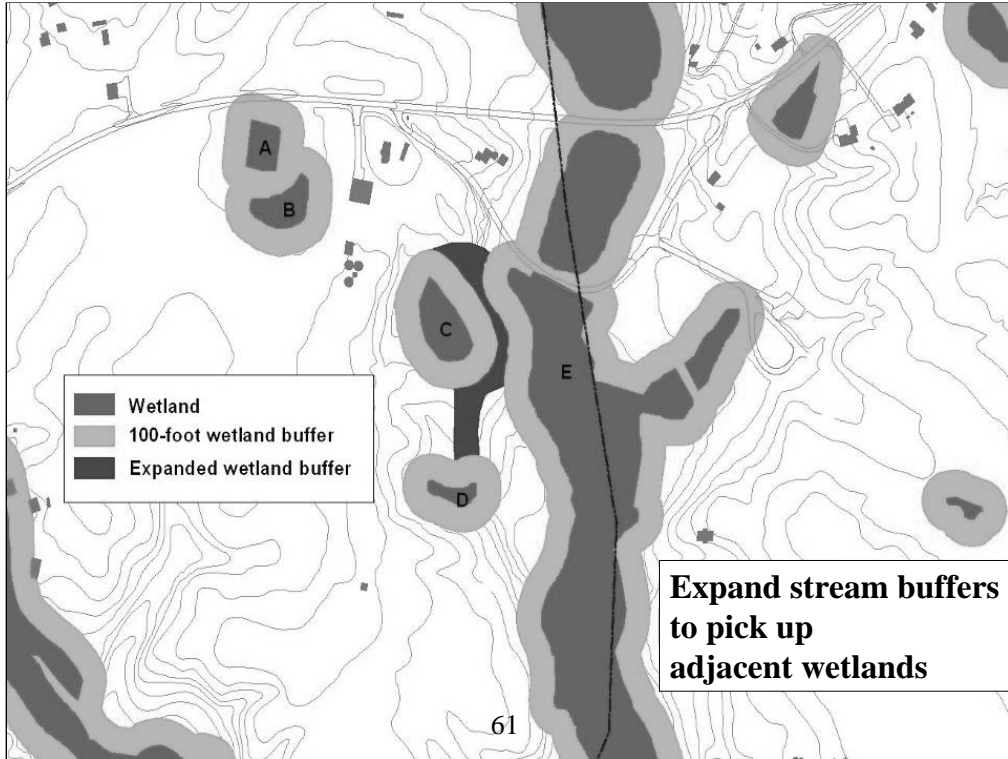 A
B
C
E
Wetland
100-foot wetland buffer
Expanded wetland buffer
D
Expand stream buffers
to pick up
adjacent wetlands
61